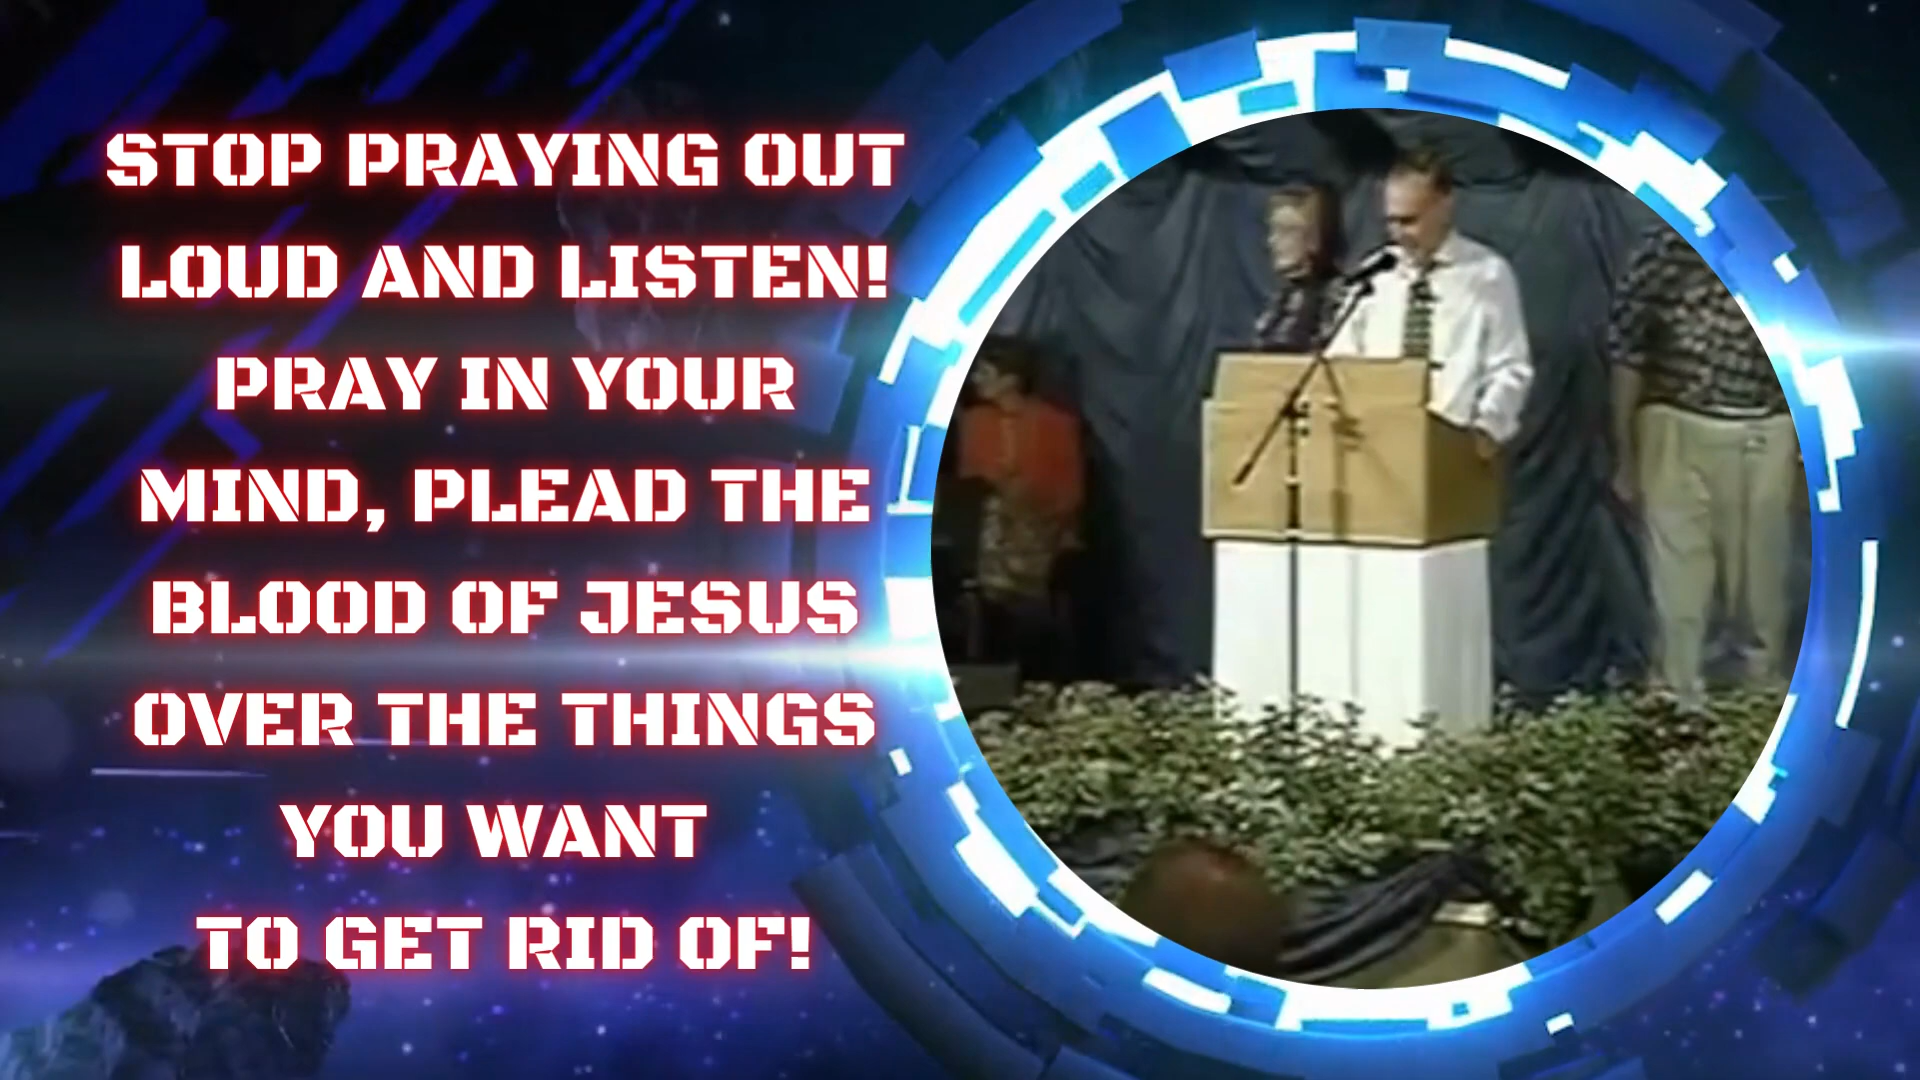 STOP PRAYING OUT
LOUD AND LISTEN!
PRAY IN YOUR
MIND, PLEAD THE
BLOOD OF JESUS
OVER THE THINGS
YOU WANT
TO GET RID OF!